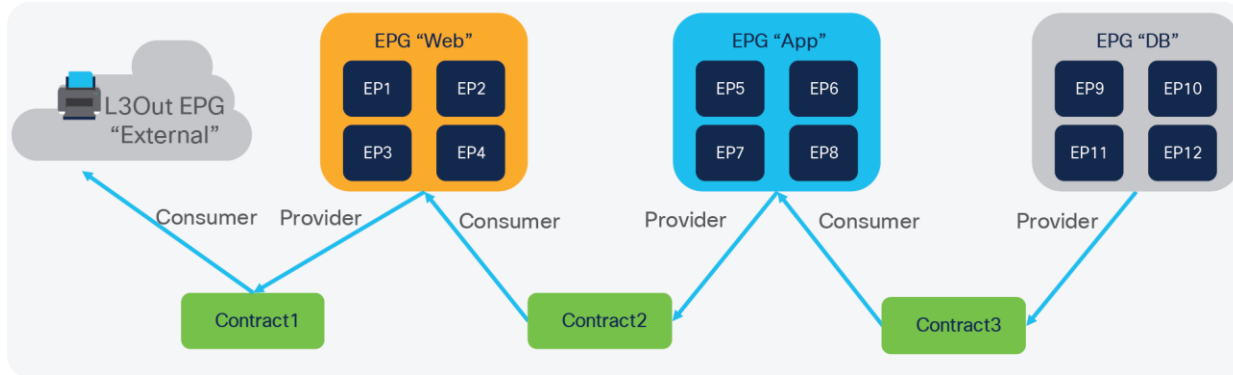 L3Out EPG
“External”
EPG “Web”
EP1
EP2
EP3
EP4
EPG “App”
EP5
EP6
EP7
EP8
EPG “DB”
EP9
EP10
EP11
EP12
Consumer
Provider
Consumer
Provider
Consumer
Provider
Contract1
Contract2
Contract3